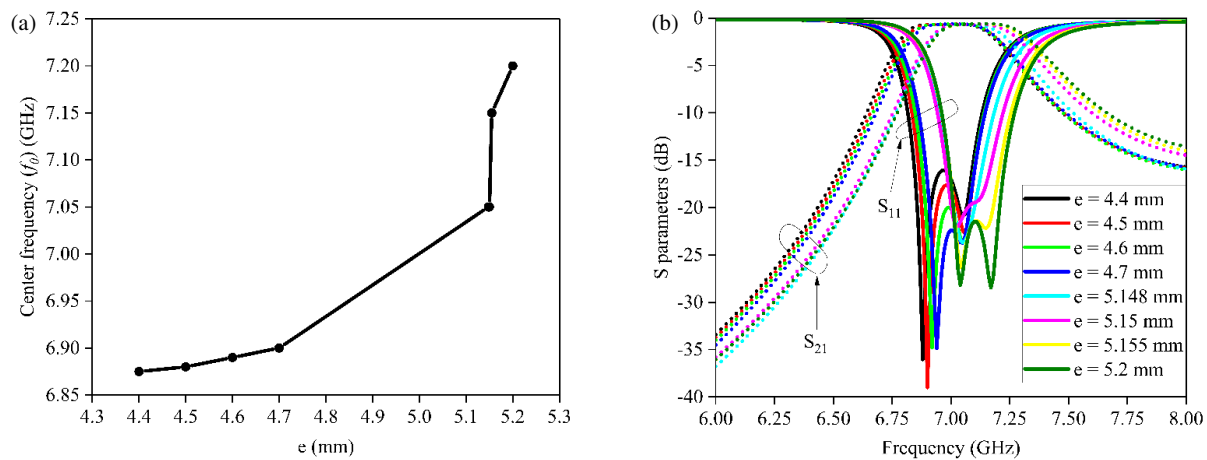 (a)
7.25
7.20
7.15
7.10
7.05
7.00
6.95
6.90
6.85
Center frequency (f0) (GHz)
4.3 4.4 4.5 4.6 4.7 4.8 4.9 5.0 5.1 5.2 5.3
e (mm)
(b)
0
-5
-10
-15
-20
-25
-30
-35
-40
S parameters (dB)
S11
S21
e = 4.4 mm
e = 4.5 mm
e = 4.6 mm
e = 4.7 mm
e = 5.148 mm
e = 5.15 mm
e = 5.155 mm
e = 5.2 mm
6.00 6.25 6.50 6.75 7.00 7.25 7.50 7.75 8.00
Frequency (GHz)